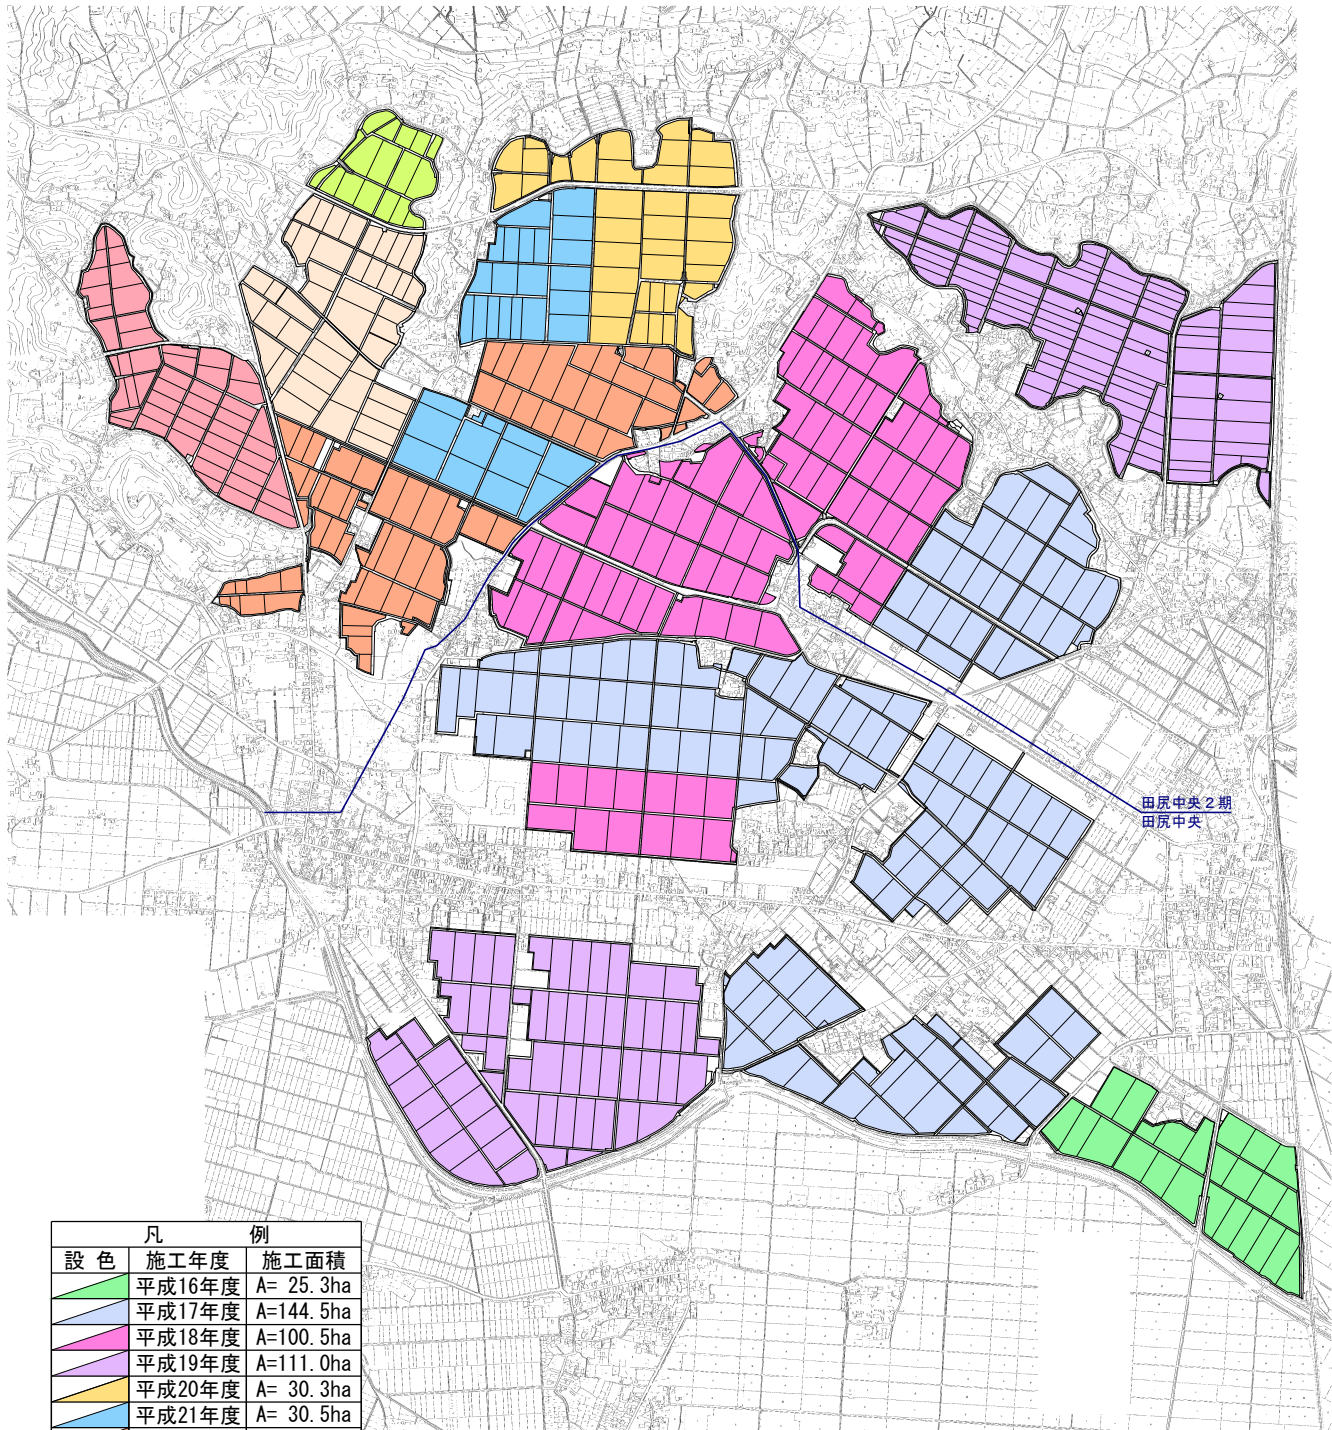 田尻中央２期
田尻中央
凡 例
設 色 施工年度 施工面積
平成16年度 A= 25.3ha
平成17年度 A=144.5ha
平成18年度 A=100.5ha
平成19年度 A=111.0ha
平成20年度 A= 30.3ha
平成21年度 A= 30.5ha